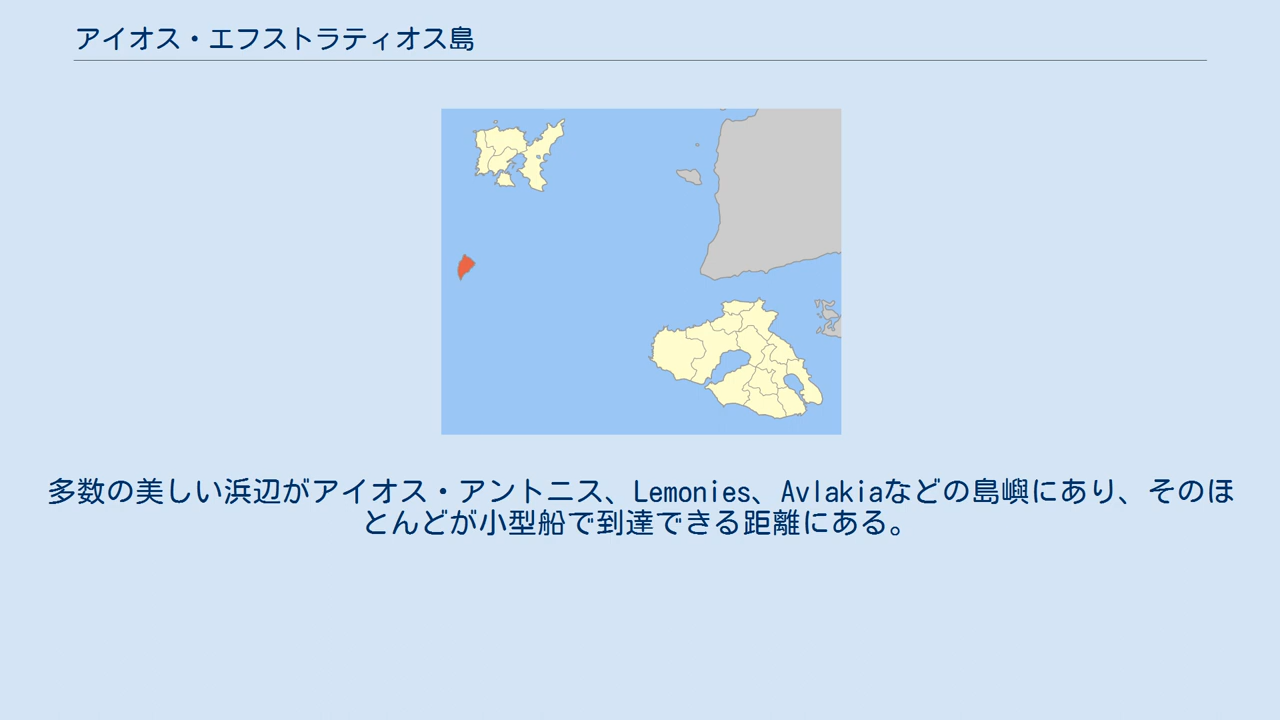 アイオス・エフストラティオス島
多数の美しい浜辺がアイオス・アントニス、Lemonies、Avlakiaなどの島嶼にあり、そのほ
とんどが小型船で到達できる距離にある。